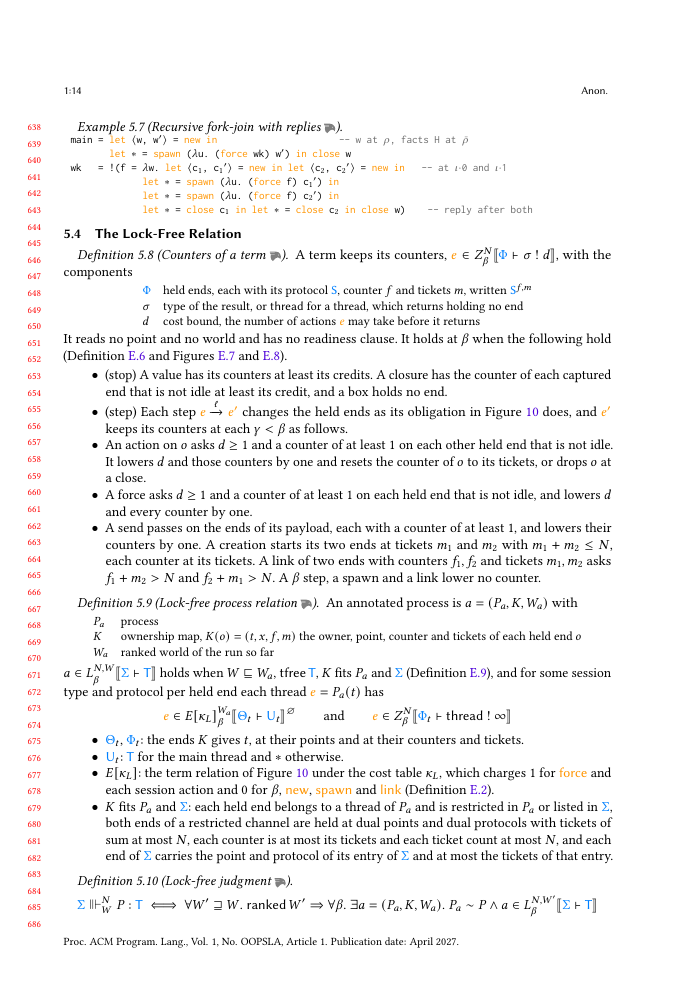 1:14 Anon.
638 Example 5.7 (Recursive fork-join with replies ).
639 main = let ⟨w, w′⟩ = new in -- w at ρ, facts H at ρ̄
640 let * = spawn (λu. (force wk) w′) in close w
641 wk = !(f = λw. let ⟨c₁, c₁′⟩ = new in let ⟨c₂, c₂′⟩ = new in -- at ι·0 and ι·1
let * = spawn (λu. (force f) c₁′) in
642 let * = spawn (λu. (force f) c₂′) in
643 let * = close c₁ in let * = close c₂ in close w) -- reply after both
644
645 5.4 The Lock-Free Relation
646 Definition 5.8 (Counters of a term ). A term keeps its counters, e ∈ Z_β^N⟦Φ ⊢ σ ! d⟧, with the
647 components
648 Φ held ends, each with its protocol S, counter f and tickets m, written S^{f,m}
649 σ type of the result, or thread for a thread, which returns holding no end
650 d cost bound, the number of actions e may take before it returns
651 It reads no point and no world and has no readiness clause. It holds at β when the following hold
652 (Definition E.6 and Figures E.7 and E.8).
653 • (stop) A value has its counters at least its credits. A closure has the counter of each captured
654 end that is not idle at least its credit, and a box holds no end.
655 • (step) Each step e →^ℓ e′ changes the held ends as its obligation in Figure 10 does, and e′
656 keeps its counters at each γ < β as follows.
657 • An action on o asks d ≥ 1 and a counter of at least 1 on each other held end that is not idle.
658 It lowers d and those counters by one and resets the counter of o to its tickets, or drops o at
659 a close.
660 • A force asks d ≥ 1 and a counter of at least 1 on each held end that is not idle, and lowers d
661 and every counter by one.
662 • A send passes on the ends of its payload, each with a counter of at least 1, and lowers their
663 counters by one. A creation starts its two ends at tickets m₁ and m₂ with m₁ + m₂ ≤ N,
664 each counter at its tickets. A link of two ends with counters f₁, f₂ and tickets m₁, m₂ asks
665 f₁ + m₂ > N and f₂ + m₁ > N. A β step, a spawn and a link lower no counter.
666
667 Definition 5.9 (Lock-free process relation ). An annotated process is a = (P_a, K, W_a) with
668 P_a process
669 K ownership map, K(o) = (t, x, f, m) the owner, point, counter and tickets of each held end o
670 W_a ranked world of the run so far
671 a ∈ L_β^{N,W}⟦Σ ⊢ T⟧ holds when W ⊑ W_a, tfree T, K fits P_a and Σ (Definition E.9), and for some session
672 type and protocol per held end each thread e = P_a(t) has
673 e ∈ E[κ_L]_β^{W_a}⟦Θ_t ⊢ U_t⟧^∅ and e ∈ Z_β^N⟦Φ_t ⊢ thread ! ∞⟧
674
675 • Θ_t, Φ_t: the ends K gives t, at their points and at their counters and tickets.
676 • U_t: T for the main thread and * otherwise.
677 • E[κ_L]: the term relation of Figure 10 under the cost table κ_L, which charges 1 for force and
678 each session action and 0 for β, new, spawn and link (Definition E.2).
679 • K fits P_a and Σ: each held end belongs to a thread of P_a and is restricted in P_a or listed in Σ,
680 both ends of a restricted channel are held at dual points and dual protocols with tickets of
681 sum at most N, each counter is at most its tickets and each ticket count at most N, and each
682 end of Σ carries the point and protocol of its entry of Σ and at most the tickets of that entry.
683
684 Definition 5.10 (Lock-free judgment ).
685 Σ ⊪⊢_W^N P : T ⟺ ∀W′ ⊒ W. ranked W′ ⇒ ∀β. ∃a = (P_a, K, W_a). P_a ∼ P ∧ a ∈ L_β^{N,W′}⟦Σ ⊢ T⟧
686
Proc. ACM Program. Lang., Vol. 1, No. OOPSLA, Article 1. Publication date: April 2027.